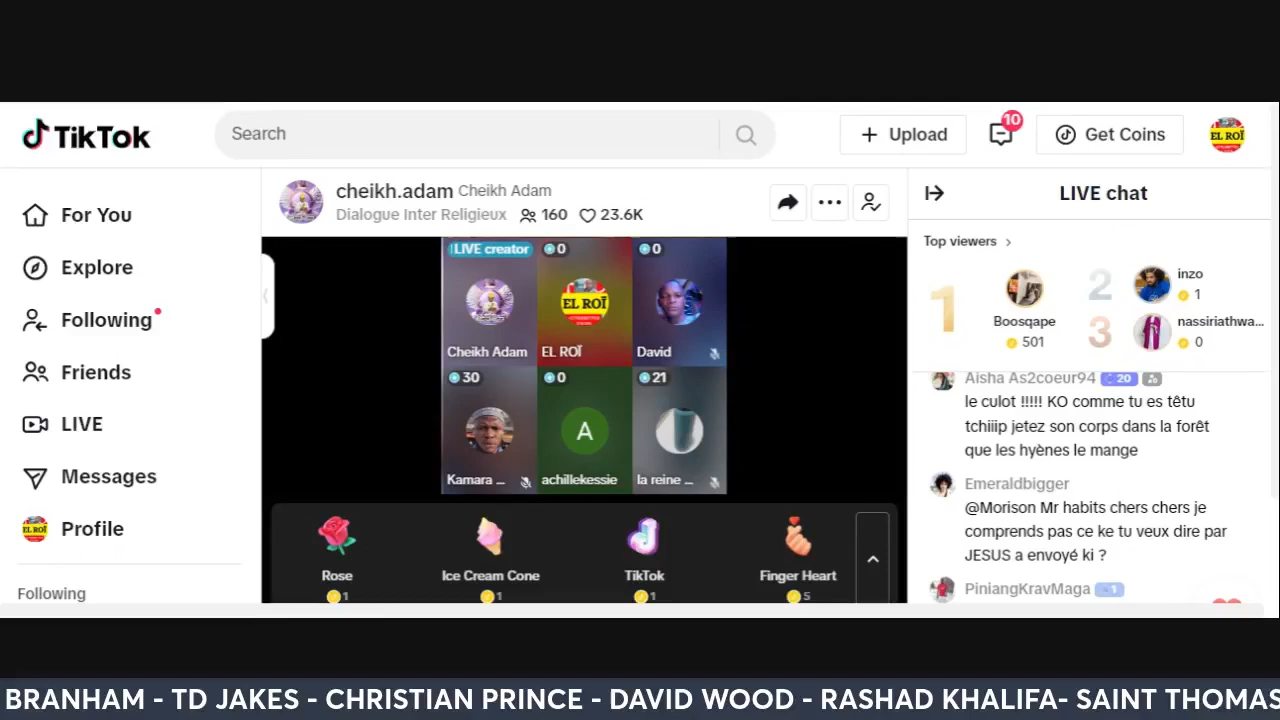 TikTok
Search
Upload
10
Get Coins
EL ROÏ
For You
Explore
Following
Friends
LIVE
Messages
Profile
Following
cheikh.adam Cheikh Adam
Dialogue Inter Religieux 160 23.6K
LIVE creator 0 0
EL ROÏ
Cheikh Adam EL ROÏ David
30 0 21
A
Kamara ... achillekessie la reine ...
Rose Ice Cream Cone TikTok Finger Heart
1 1 1 5
LIVE chat
Top viewers
1 2 inzo
1
Boosqape 3 nassiriathwa...
501 0
Aisha As2coeur94 20
le culot !!!!! KO comme tu es têtu
tchiiip jetez son corps dans la forêt
que les hyènes le mange
Emeraldbigger
@Morison Mr habits chers chers je
comprends pas ce ke tu veux dire par
JESUS a envoyé ki ?
PiniangKravMaga 1
BRANHAM - TD JAKES - CHRISTIAN PRINCE - DAVID WOOD - RASHAD KHALIFA- SAINT THOMAS